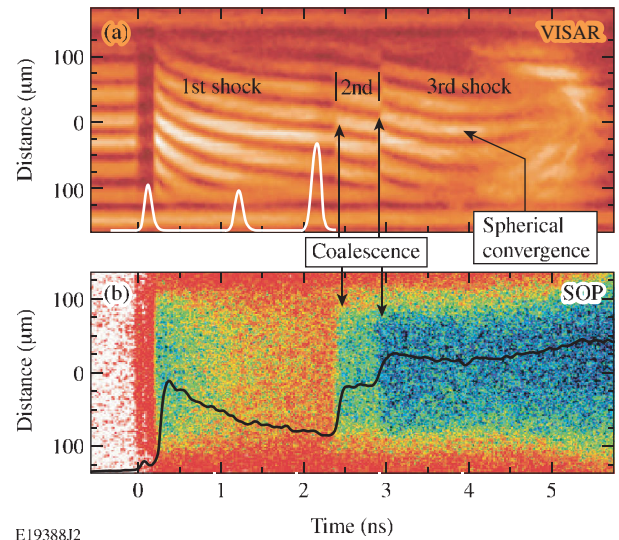 (a)
VISAR
100
0
100
Distance (μm)
1st shock
2nd
3rd shock
Coalescence
Spherical
convergence
(b)
SOP
100
0
100
Distance (μm)
0
1
2
3
4
5
Time (ns)
E19388J2